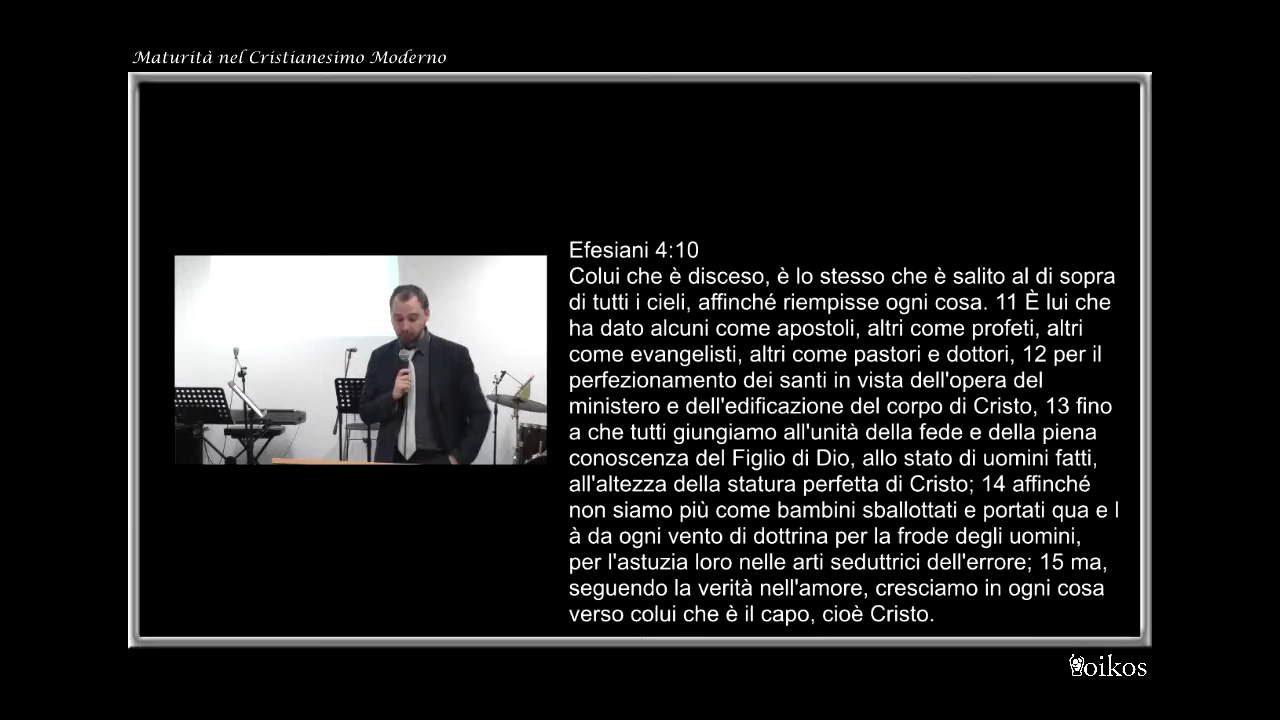 Maturità nel Cristianesimo Moderno
Efesiani 4:10
Colui che è disceso, è lo stesso che è salito al di sopra
di tutti i cieli, affinché riempisse ogni cosa. 11 È lui che
ha dato alcuni come apostoli, altri come profeti, altri
come evangelisti, altri come pastori e dottori, 12 per il
perfezionamento dei santi in vista dell'opera del
ministero e dell'edificazione del corpo di Cristo, 13 fino
a che tutti giungiamo all'unità della fede e della piena
conoscenza del Figlio di Dio, allo stato di uomini fatti,
all'altezza della statura perfetta di Cristo; 14 affinché
non siamo più come bambini sballottati e portati qua e l
à da ogni vento di dottrina per la frode degli uomini,
per l'astuzia loro nelle arti seduttrici dell'errore; 15 ma,
seguendo la verità nell'amore, cresciamo in ogni cosa
verso colui che è il capo, cioè Cristo.
oikos